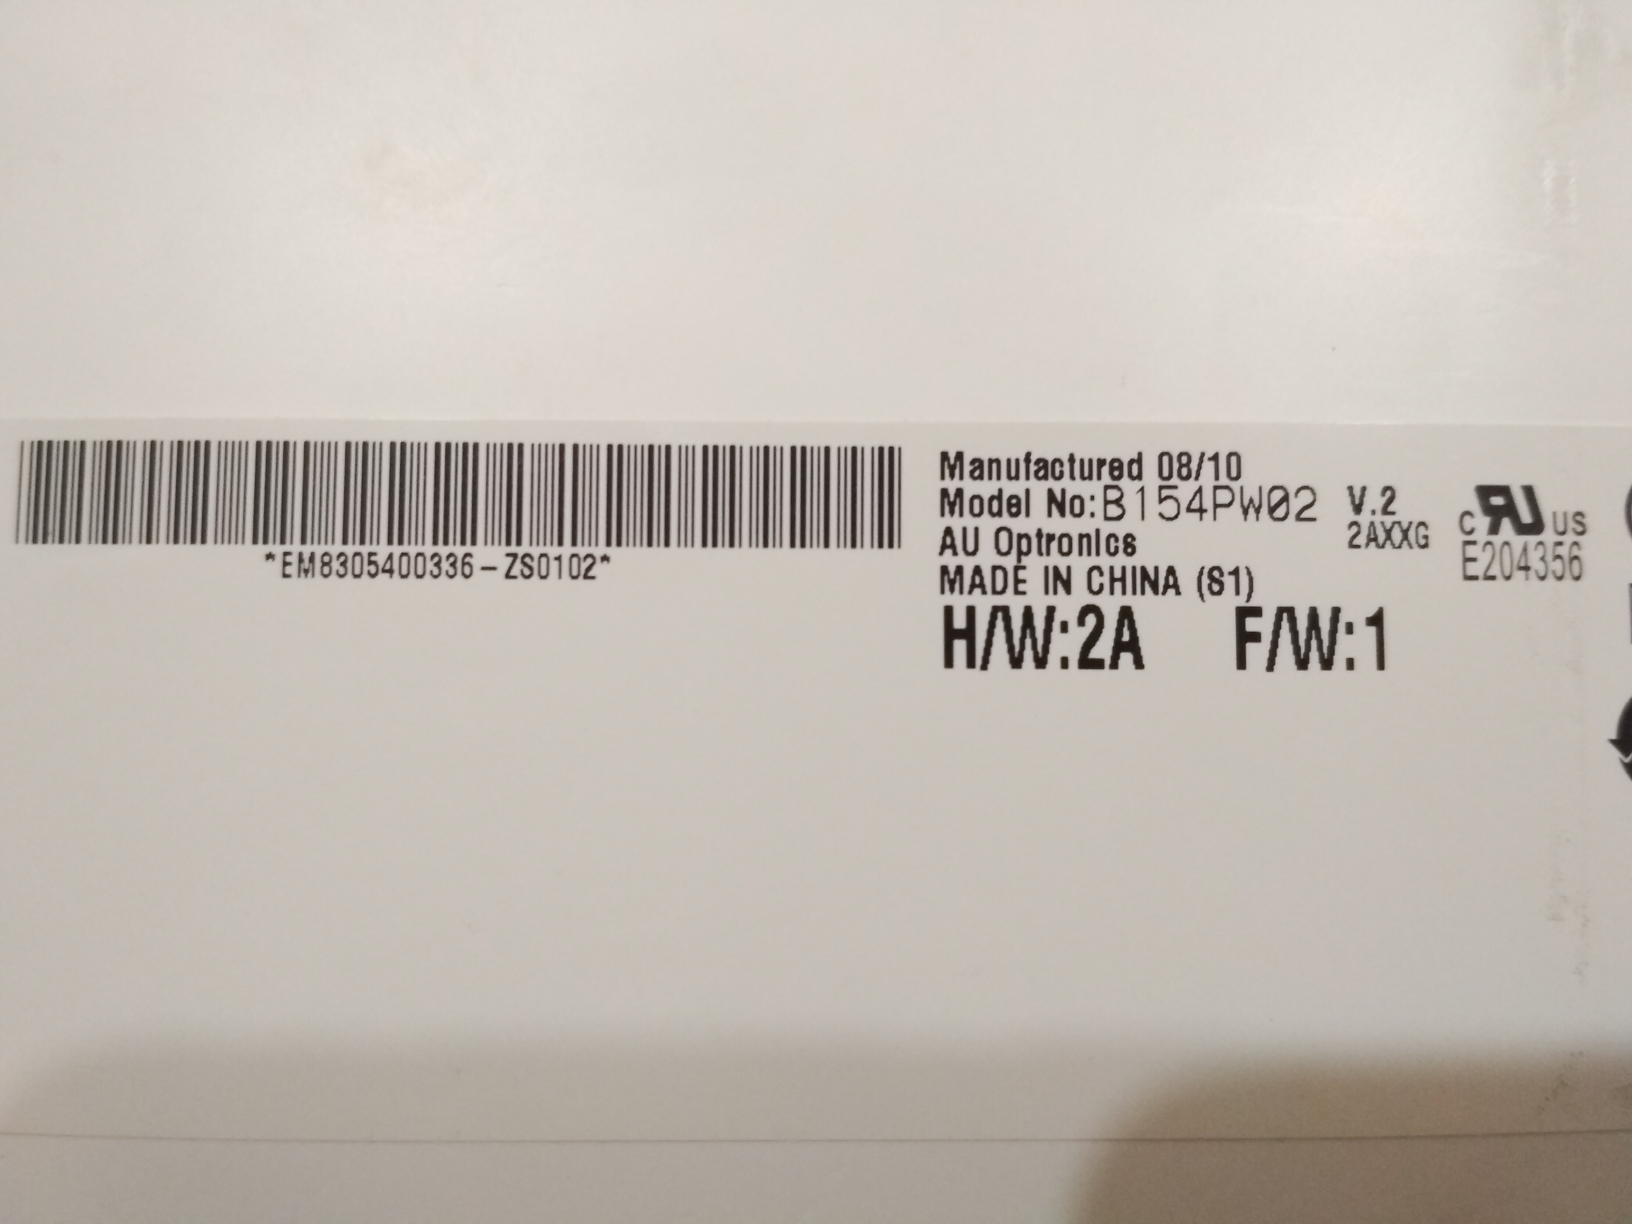 *EM8305400336-ZS0102*
Manufactured 08/10
Model No:B154PW02 V.2
2AXXG
AU Optronics
MADE IN CHINA (S1)
H/W:2A F/W:1
c RU US
E204356